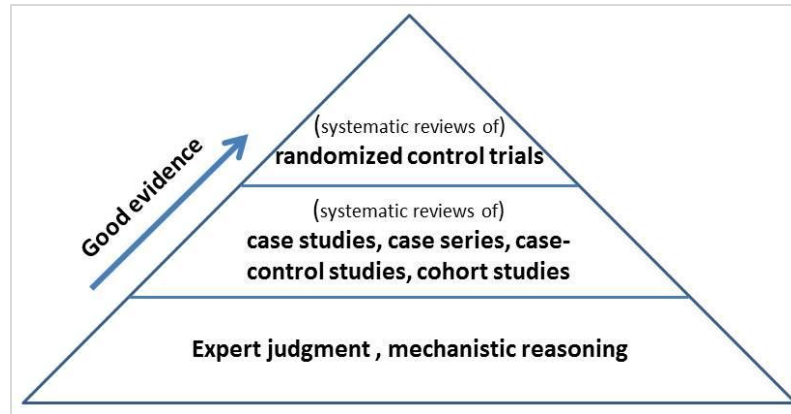 (systematic reviews of)
randomized control trials
Good evidence
(systematic reviews of)
case studies, case series, case-
control studies, cohort studies
Expert judgment , mechanistic reasoning